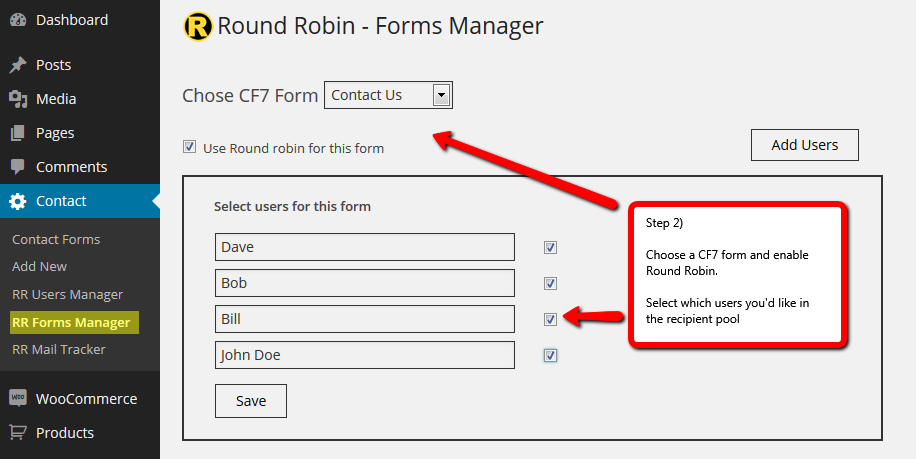 Dashboard
Posts
Media
Pages
Comments
Contact
Contact Forms
Add New
RR Users Manager
RR Forms Manager
RR Mail Tracker
WOO WooCommerce
Products
R Round Robin - Forms Manager
Chose CF7 Form Contact Us
Use Round robin for this form
Add Users
Select users for this form
Dave
Bob
Bill
John Doe
Save
Step 2)
Choose a CF7 form and enable
Round Robin.
Select which users you'd like in
the recipient pool